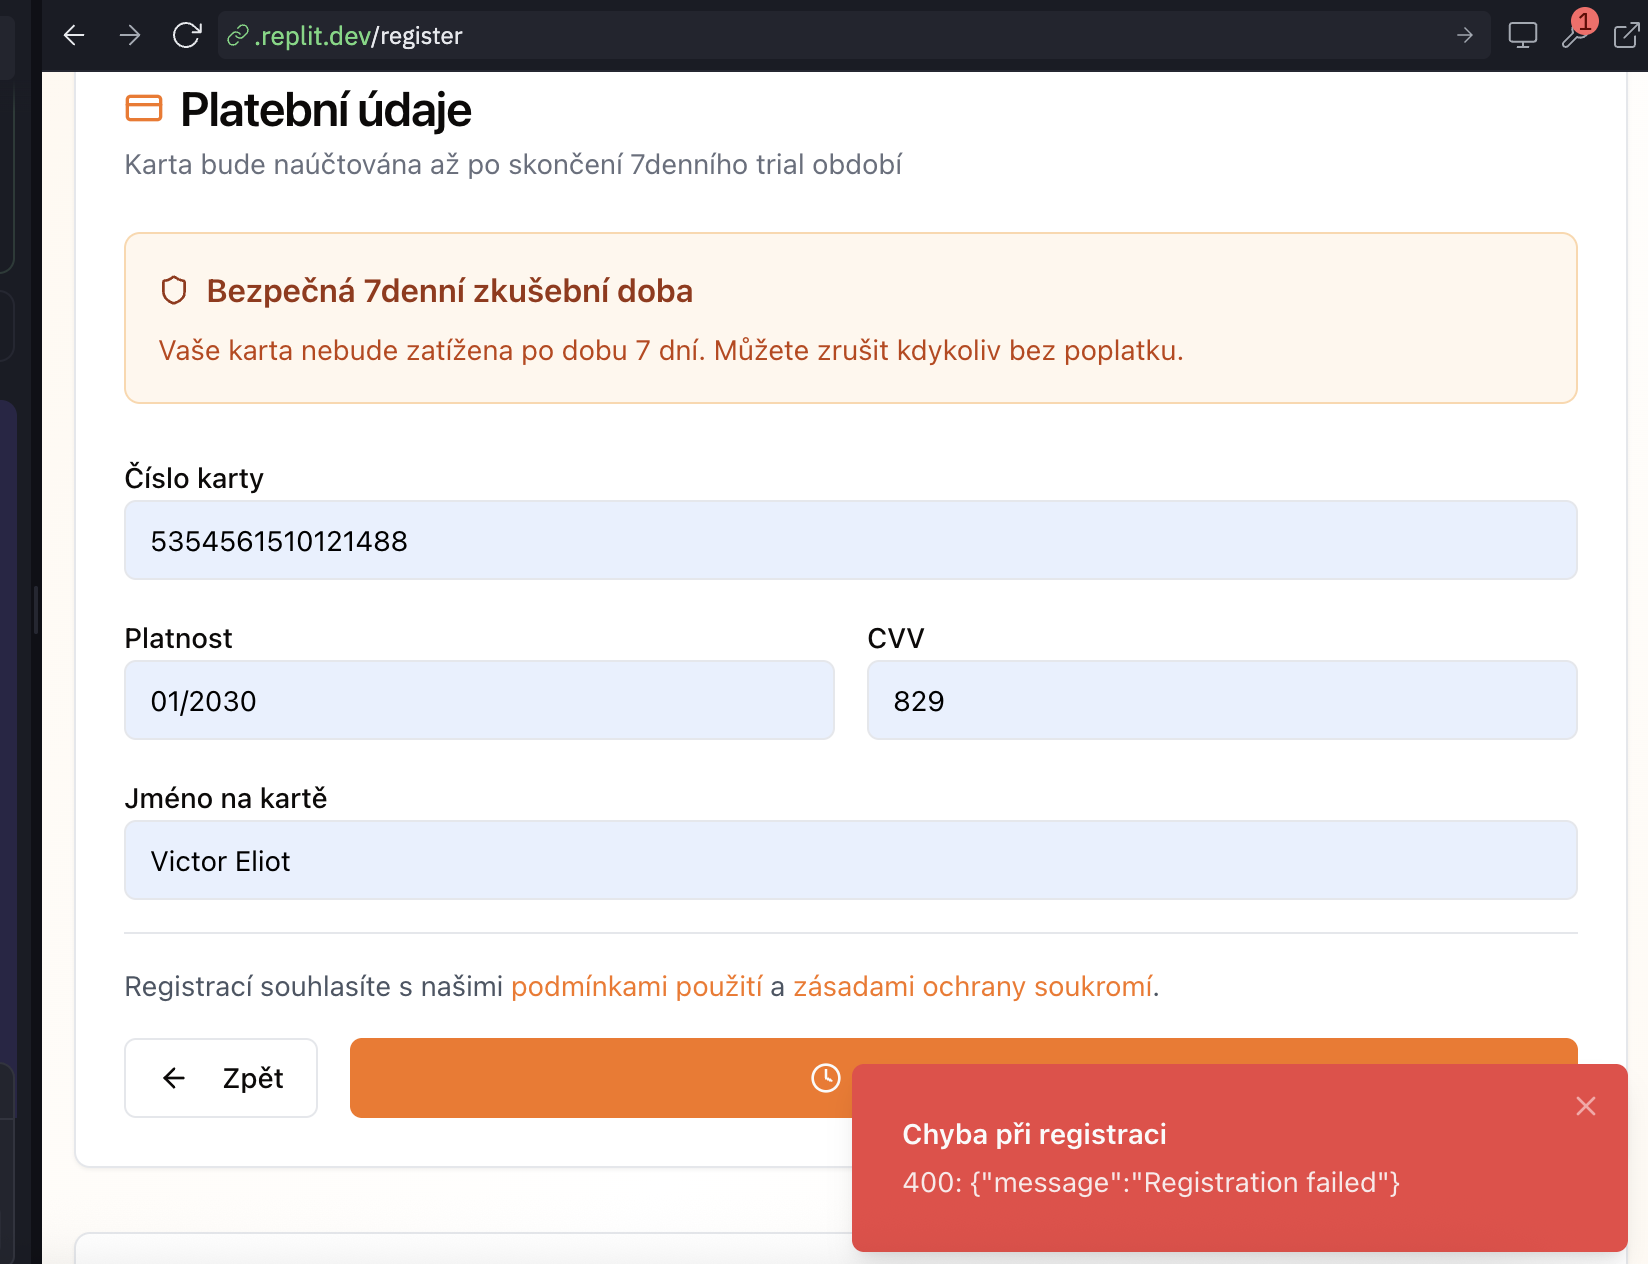 .replit.dev/register
1
Platební údaje
Karta bude naúčtována až po skončení 7denního trial období
Bezpečná 7denní zkušební doba
Vaše karta nebude zatížena po dobu 7 dní. Můžete zrušit kdykoliv bez poplatku.
Číslo karty
5354561510121488
Platnost
CVV
01/2030
829
Jméno na kartě
Victor Eliot
Registrací souhlasíte s našimi podmínkami použití a zásadami ochrany soukromí.
Zpět
Chyba při registraci
400: {"message":"Registration failed"}